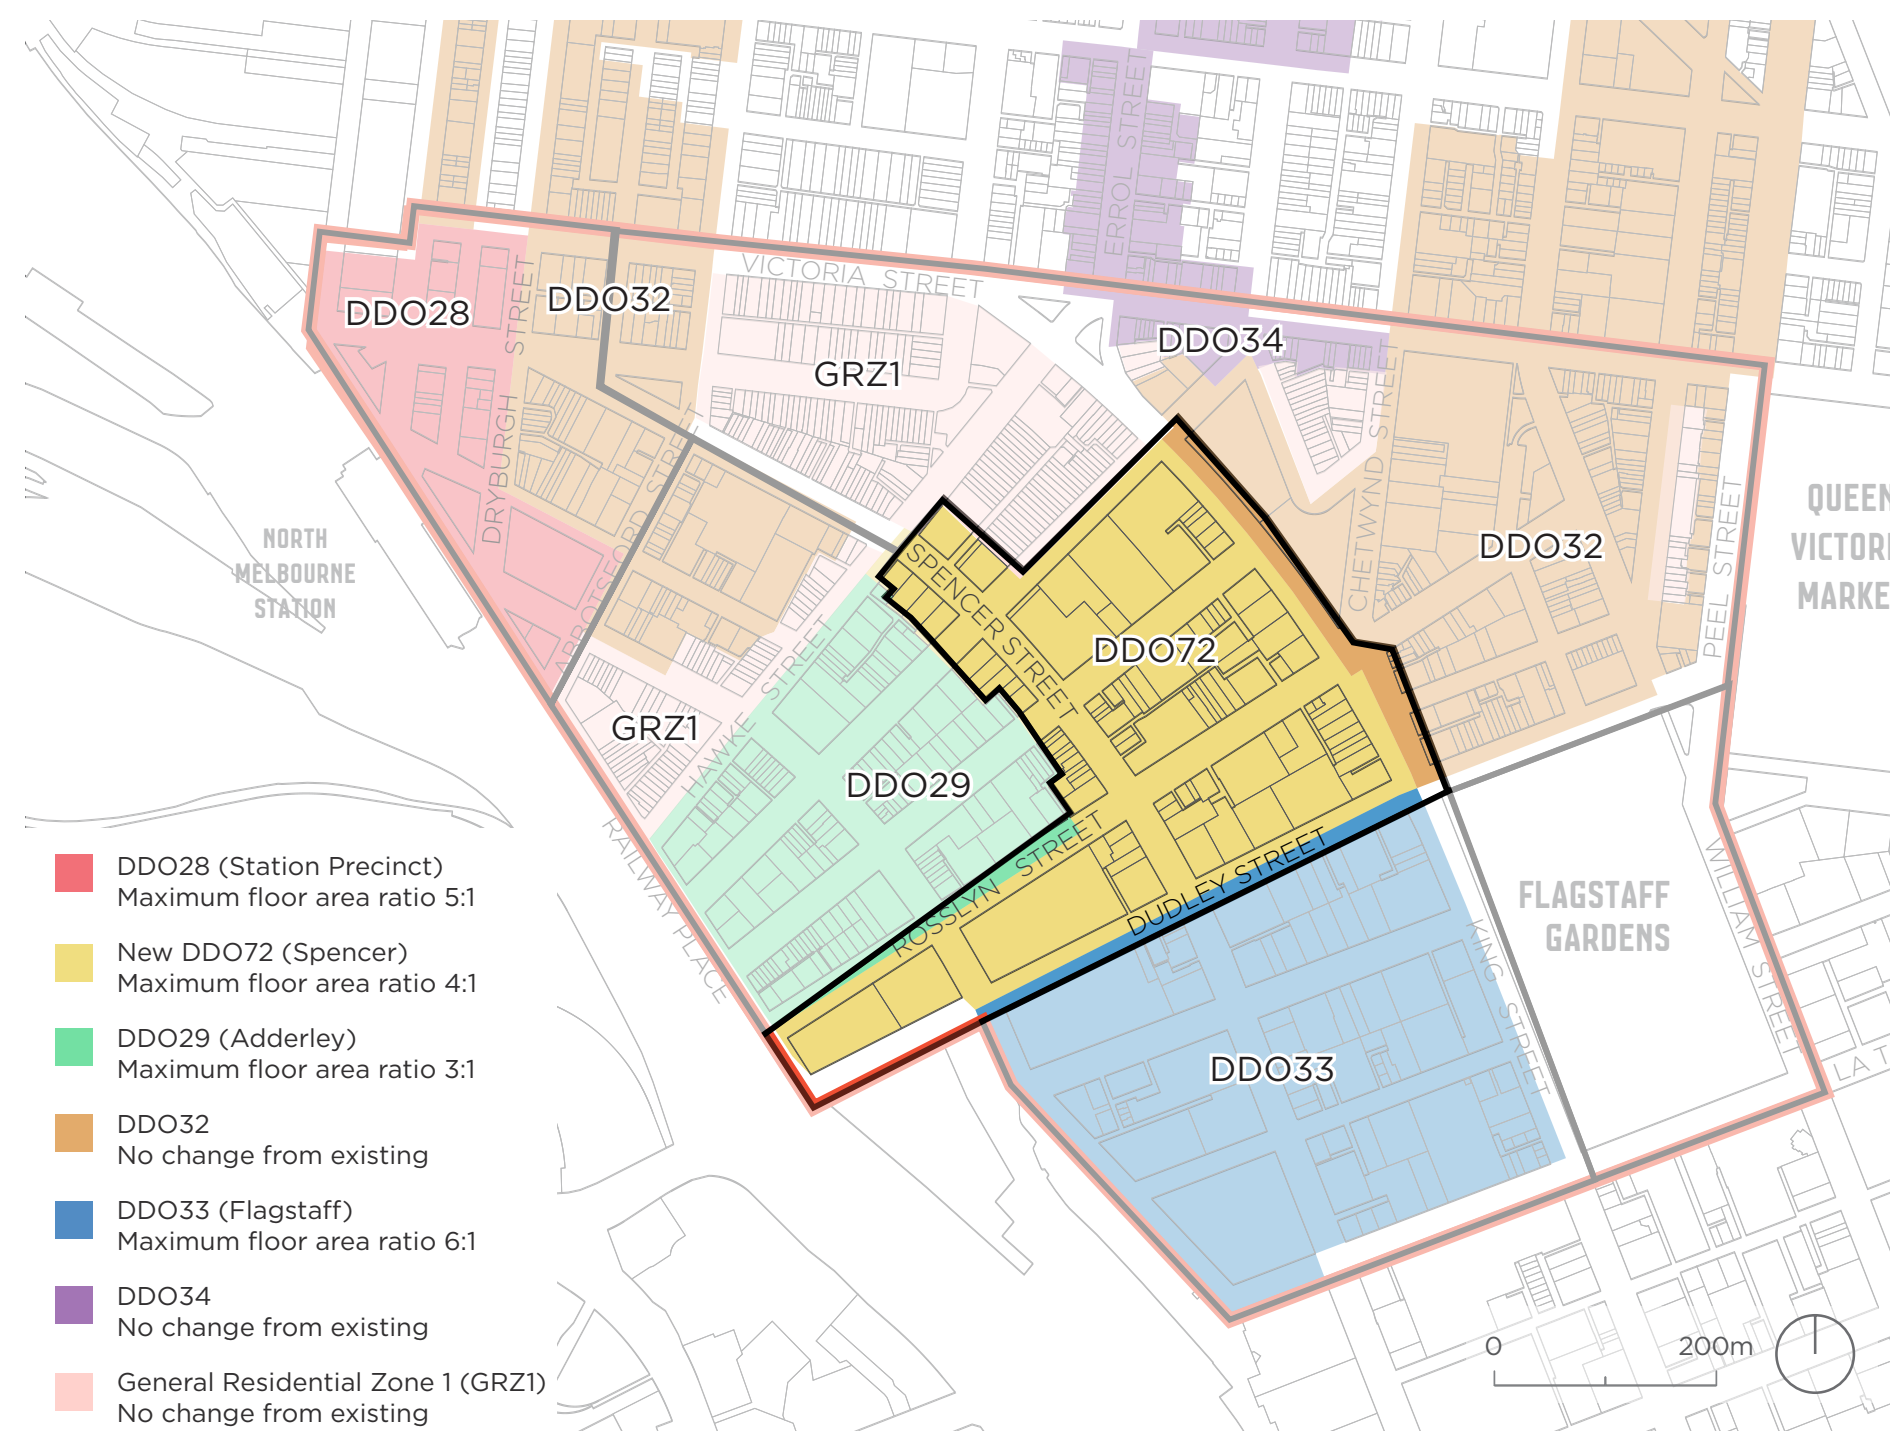 ERROL STREET
VICTORIA STREET
DDO28
DDO32
DDO34
GRZ1
DRYBURGH STREET
ABBOTSFORD STREET
CHETWYND STREET
PEEL STREET
QUEEN
VICTORI
MARKE
NORTH
MELBOURNE
STATION
DDO32
SPENCER STREET
DDO72
HAWKE STREET
GRZ1
DDO29
RAILWAY PLACE
ROSSLYN STREET
DUDLEY STREET
FLAGSTAFF
GARDENS
KING STREET
WILLIAM STREET
LA T
DDO33
DDO28 (Station Precinct)
Maximum floor area ratio 5:1
New DDO72 (Spencer)
Maximum floor area ratio 4:1
DDO29 (Adderley)
Maximum floor area ratio 3:1
DDO32
No change from existing
DDO33 (Flagstaff)
Maximum floor area ratio 6:1
DDO34
No change from existing
General Residential Zone 1 (GRZ1)
No change from existing
0 200m